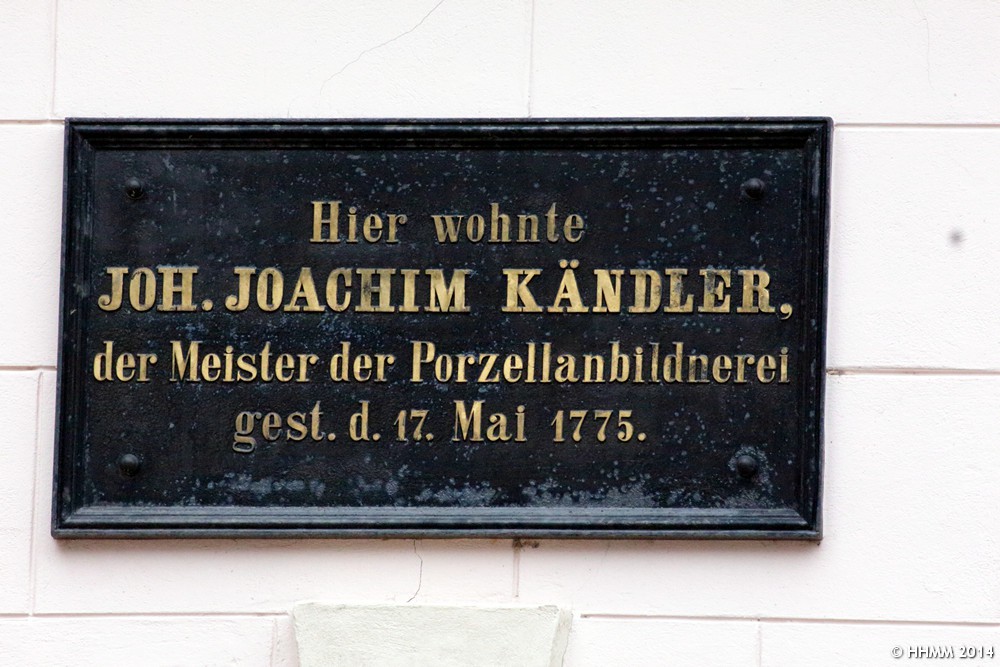 Hier wohnte
JOH. JOACHIM KÄNDLER,
der Meister der Porzellanbildnerei
gest. d. 17. Mai 1775.
© HHMM 2014